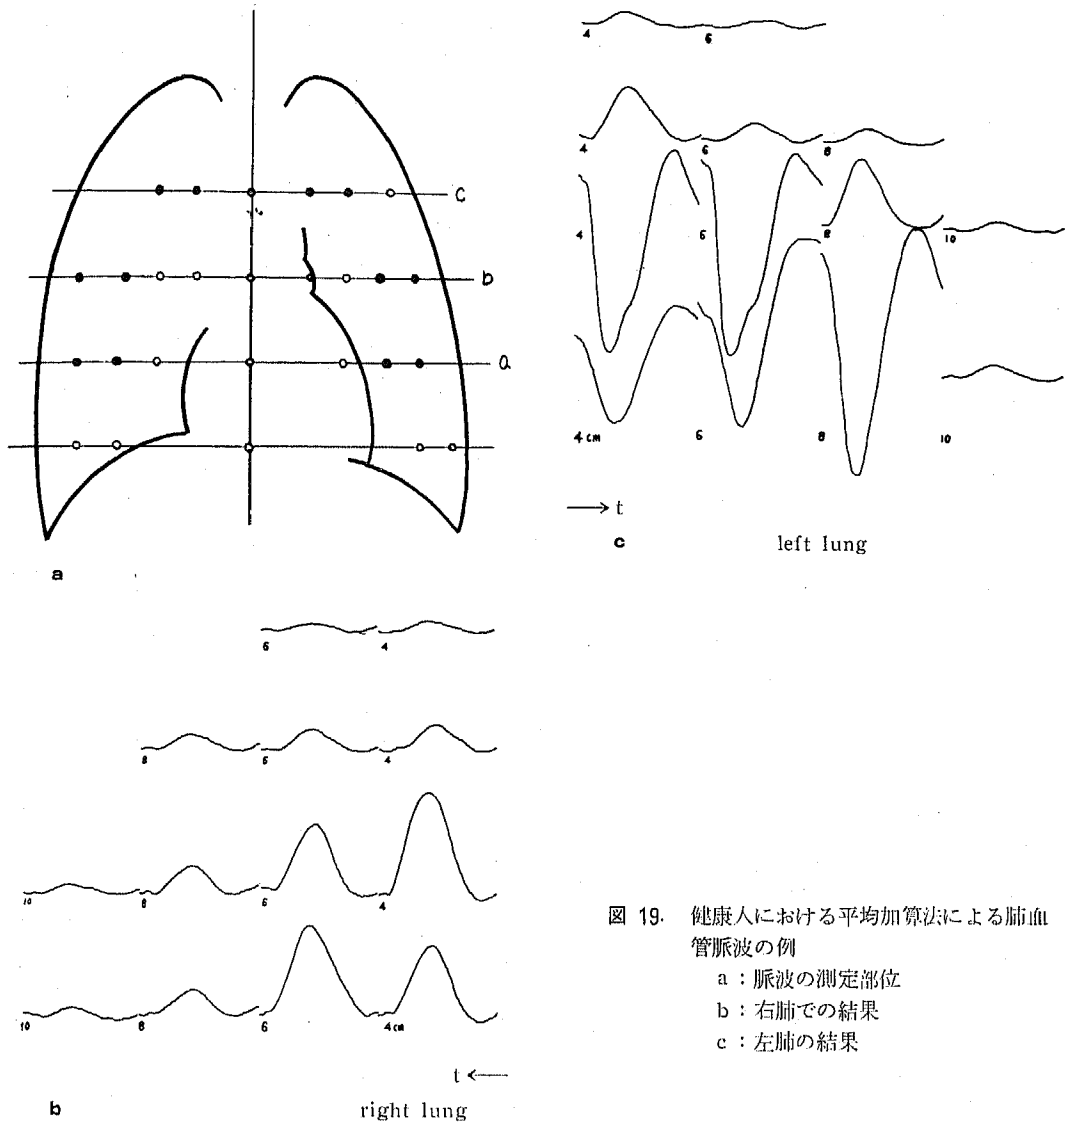 c
b
a
a
4 6
4 6 8
4 6 8 10
4 cm 6 8 10
→ t
c left lung
6 4
8 6 4
10 8 6 4
10 8 6 4 cm
t ←
b right lung
図 19. 健康人における平均加算法による肺血
管脈波の例
a : 脈波の測定部位
b : 右肺での結果
c : 左肺の結果